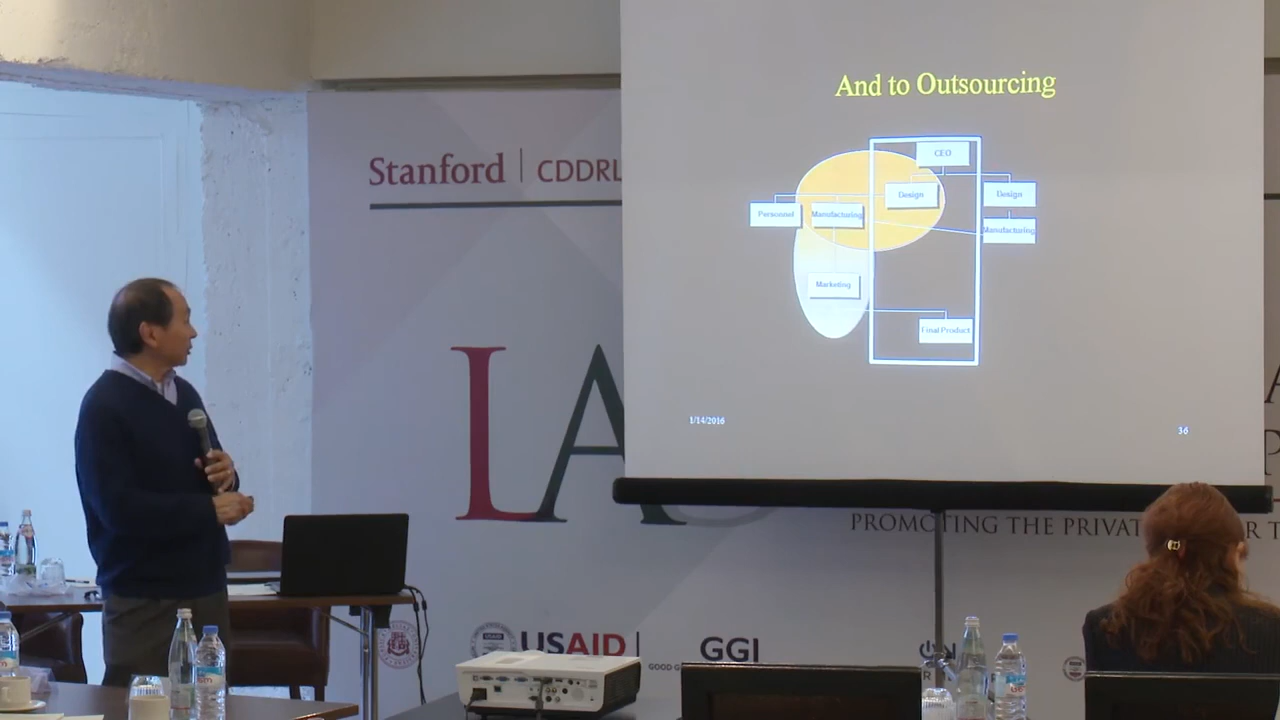 And to Outsourcing
CEO
Design
Design
Personnel
Manufacturing
Manufacturing
Marketing
Final Product
1/14/2016
36
Stanford | CDDRL
LA
PROMOTING THE PRIVATE
USAID
GGI